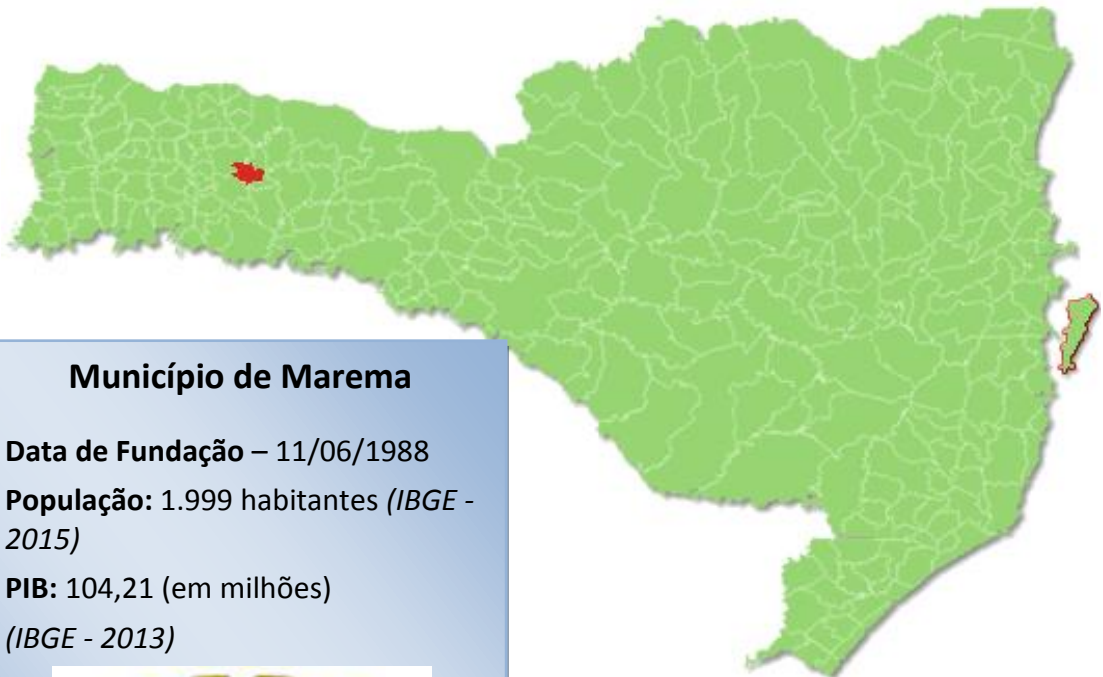 Município de Marema
Data de Fundação – 11/06/1988
População: 1.999 habitantes (IBGE -
2015)
PIB: 104,21 (em milhões)
(IBGE - 2013)